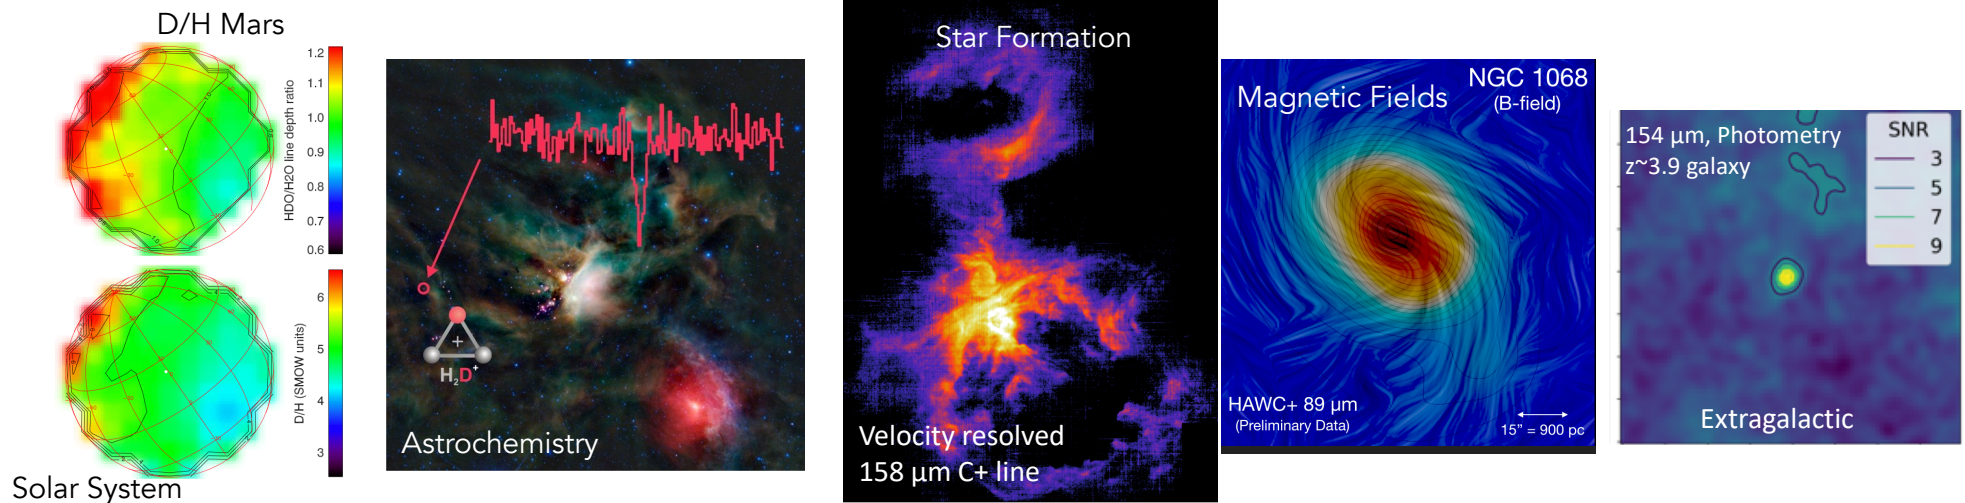 D/H Mars
1.2
1.1
1.0
0.9
0.8
0.7
0.6
HDO/H2O line depth ratio
6
5
4
3
D/H (SMOW units)
Solar System
H₂D⁺
+
Astrochemistry
Star Formation
Velocity resolved
158 μm C+ line
Magnetic Fields
NGC 1068
(B-field)
HAWC+ 89 μm
(Preliminary Data)
15" = 900 pc
154 μm, Photometry
z~3.9 galaxy
SNR
3
5
7
9
Extragalactic